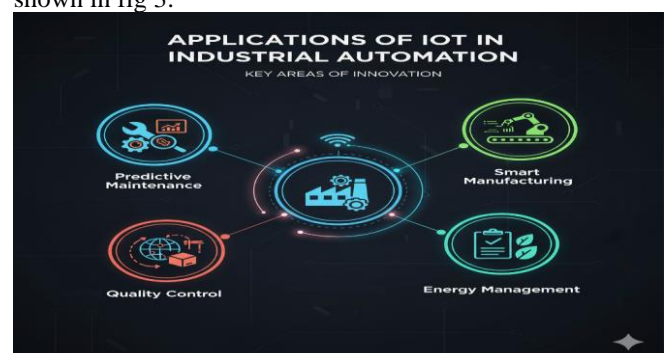 shown in fig 3.
APPLICATIONS OF IOT IN
INDUSTRIAL AUTOMATION
KEY AREAS OF INNOVATION
Predictive
Maintenance
Smart
Manufacturing
Quality Control
Energy Management